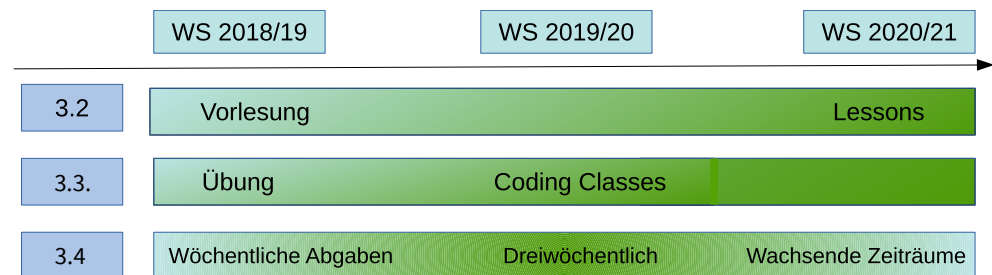 WS 2018/19 WS 2019/20 WS 2020/21
3.2 Vorlesung Lessons
3.3. Übung Coding Classes
3.4 Wöchentliche Abgaben Dreiwöchentlich Wachsende Zeiträume